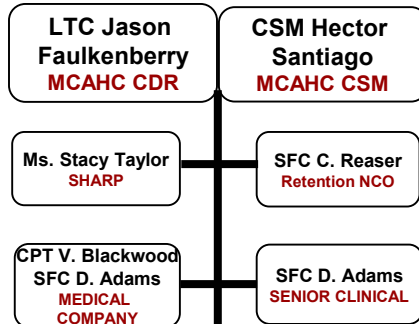 LTC Jason
Faulkenberry
MCAHC CDR
CSM Hector
Santiago
MCAHC CSM
Ms. Stacy Taylor
SHARP
SFC C. Reaser
Retention NCO
CPT V. Blackwood
SFC D. Adams
MEDICAL
COMPANY
SFC D. Adams
SENIOR CLINICAL